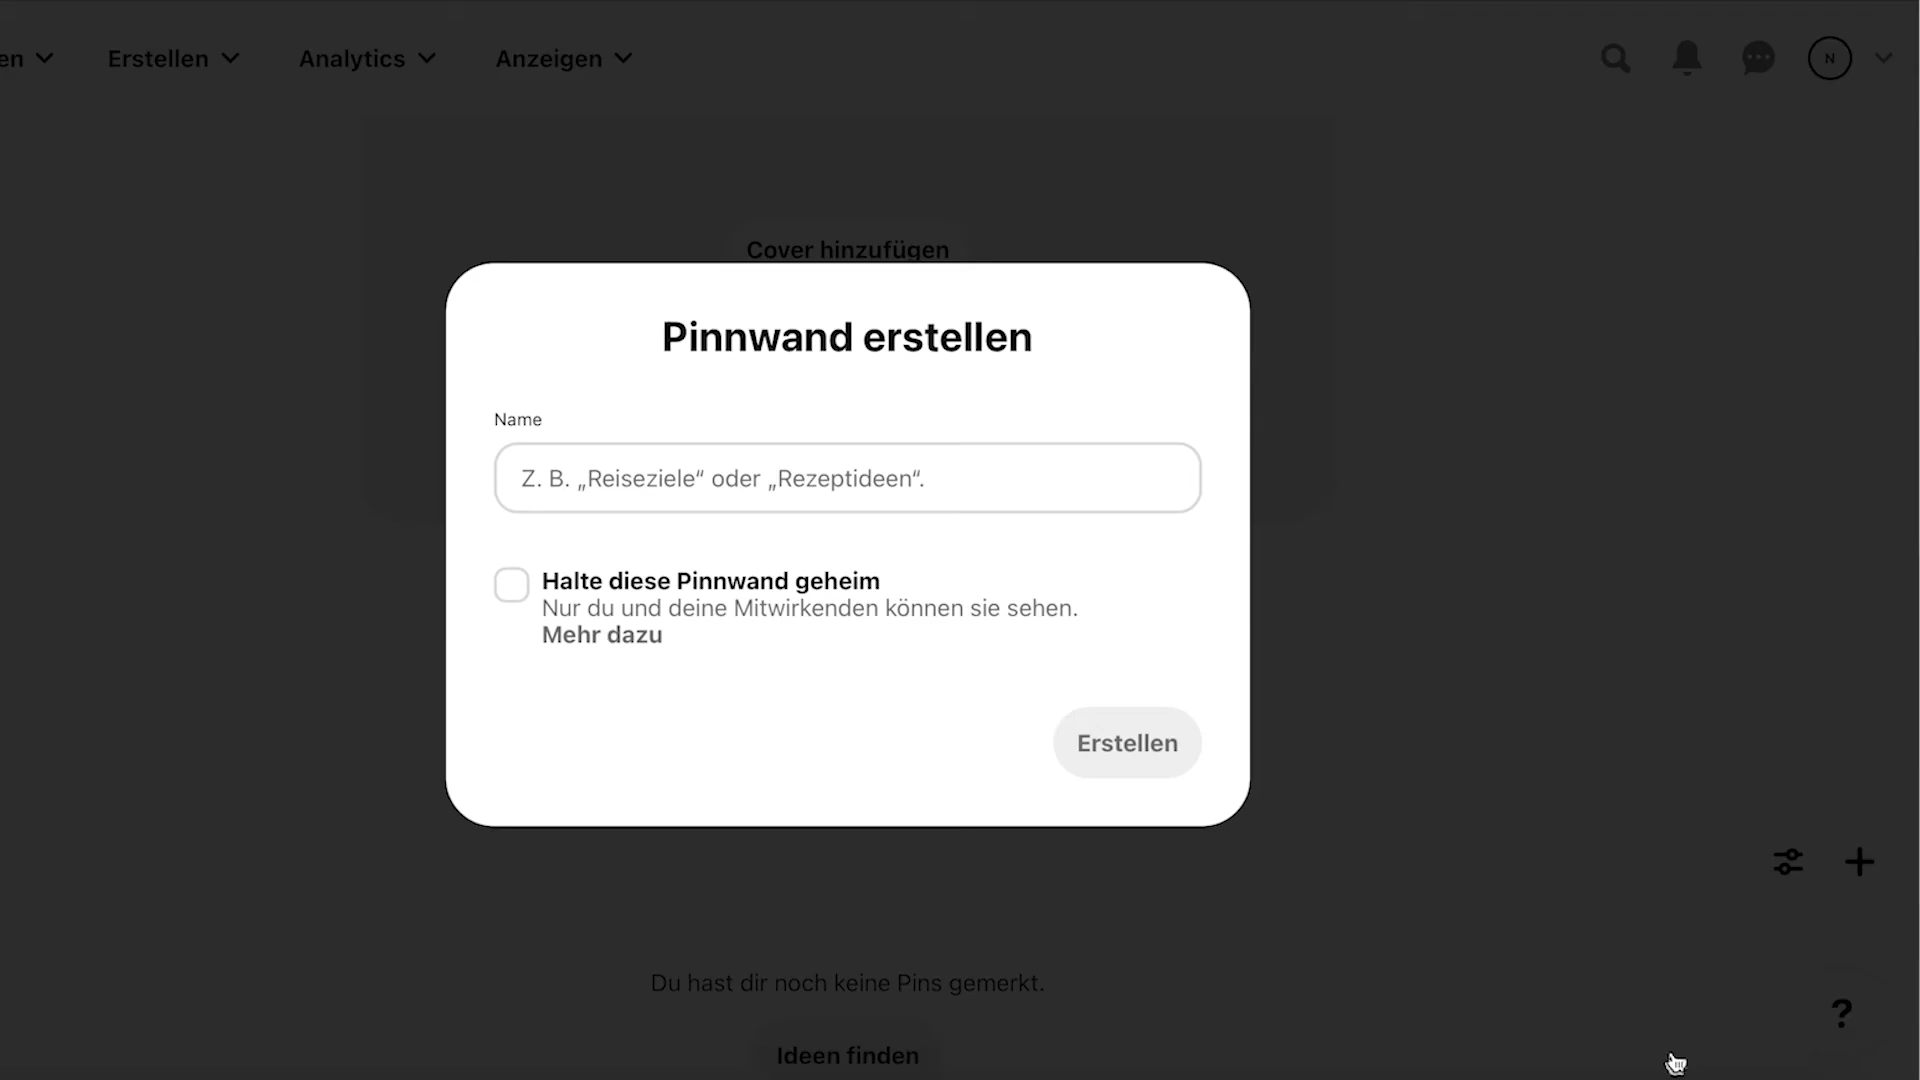 en
Erstellen
Analytics
Anzeigen
N
Cover hinzufügen
Pinnwand erstellen
Name
Z. B. „Reiseziele“ oder „Rezeptideen“.
Halte diese Pinnwand geheim
Nur du und deine Mitwirkenden können sie sehen.
Mehr dazu
Erstellen
Du hast dir noch keine Pins gemerkt.
?
Ideen finden